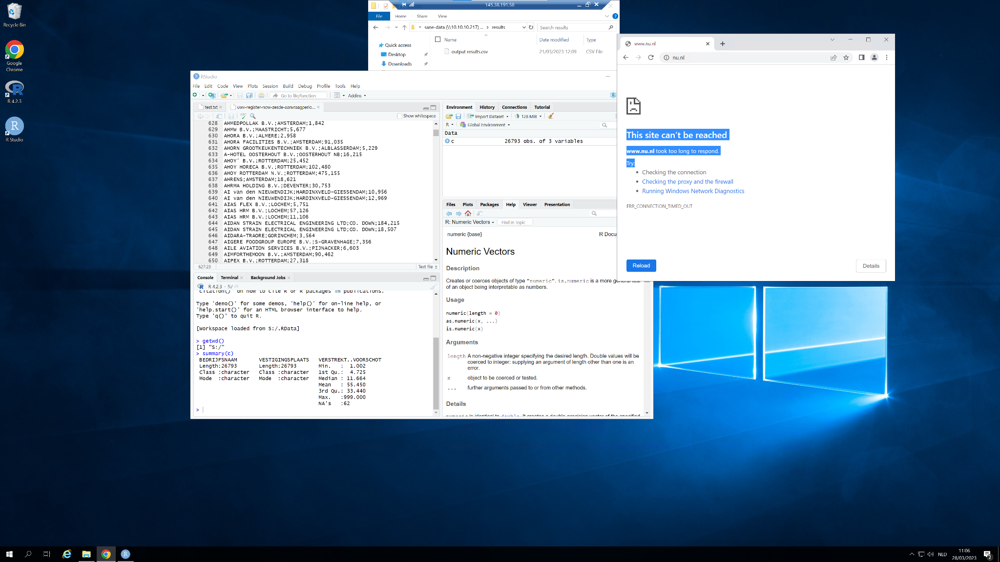 Recycle Bin
Google
Chrome
R 4.2.3
R Studio
145.38.191.58
File Home Share View
« sane-data (\\10.10.10.217) ... > results
Search results
Name Date modified Type
Quick access
Desktop
Downloads
output results.csv 21/03/2023 12:09 CSV File
RStudio
File Edit Code View Plots Session Build Debug Profile Tools Help
Go to file/function
Addins
test.txt
uwv-register-now-zesde-aanvraagperio...
Show whitespace
628 AHMEDPOLLAK B.V.;AMSTERDAM;1,842
629 AHMW B.V.;MAASTRICHT;5,677
630 AHORA B.V.;ALMERE;2,958
631 AHORA FACILITIES B.V.;AMSTERDAM;91,035
632 AHORN GROOTKEUKENTECHNIEK B.V.;ALBLASSERDAM;5,229
633 A-HOTEL OOSTERHOUT B.V.;OOSTERHOUT NB;16,215
634 AHOY' B.V.;ROTTERDAM;25,452
635 AHOY HORECA B.V.;ROTTERDAM;102,480
636 AHOY ROTTERDAM N.V.;ROTTERDAM;475,155
637 AHRENS;AMSTERDAM;18,621
638 AHRMA HOLDING B.V.;DEVENTER;30,753
639 AI van den NIEUWENDIJK;HARDINXVELD-GIESSENDAM;10,956
640 AI van den NIEUWENDIJK;HARDINXVELD-GIESSENDAM;12,969
641 AIAS FLEX B.V.;LOCHEM;5,751
642 AIAS HRM B.V.;LOCHEM;57,126
643 AIAS HRM B.V.;LOCHEM;11,106
644 AIDAN STRAIN ELECTRICAL ENGINEERING LTD;CO. DOWN;184,215
645 AIDAN STRAIN ELECTRICAL ENGINEERING LTD;CO. DOWN;18,507
646 AIDARA-TRAORE;GORINCHEM;3,564
647 AIGERE FOODGROUP EUROPE B.V.;S-GRAVENHAGE;7,356
648 AILE AVIATION SERVICES B.V.;PIJNACKER;6,603
649 AIMFORTHEMOON B.V.;AMSTERDAM;90,462
650 AIPEX B.V.;ROTTERDAM;27,318
627:23 Text file
Console Terminal Background Jobs
R 4.2.3 · S:/
'citation()' on how to cite R or R packages in publications.
Type 'demo()' for some demos, 'help()' for on-line help, or
'help.start()' for an HTML browser interface to help.
Type 'q()' to quit R.
[Workspace loaded from S:/.RData]
> getwd()
[1] "S:/"
> summary(c)
BEDRIJFSNAAM VESTIGINGSPLAATS VERSTREKT..VOORSCHOT
Length:26793 Length:26793 Min. : 1.002
Class :character Class :character 1st Qu.: 4.725
Mode :character Mode :character Median : 11.664
Mean : 55.450
3rd Qu.: 33.440
Max. :999.000
NA's :62
>
Environment History Connections Tutorial
Import Dataset 128 MiB
R Global Environment
Data
c 26793 obs. of 3 variables
Files Plots Packages Help Viewer Presentation
R: Numeric Vectors Find in Topic
numeric {base} R Docu
Numeric Vectors
Description
Creates or coerces objects of type "numeric". is.numeric is a more general test
of an object being interpretable as numbers.
Usage
numeric(length = 0)
as.numeric(x, ...)
is.numeric(x)
Arguments
length A non-negative integer specifying the desired length. Double values will be
coerced to integer: supplying an argument of length other than one is an
error.
x object to be coerced or tested.
... further arguments passed to or from other methods.
Details
numeric is identical to double. It creates a double-precision vector of the specified
www.nu.nl
nu.nl
This site can't be reached
www.nu.nl took too long to respond.
Try:
• Checking the connection
• Checking the proxy and the firewall
• Running Windows Network Diagnostics
ERR_CONNECTION_TIMED_OUT
Reload
Details
NLD
11:06
28/03/2023
2